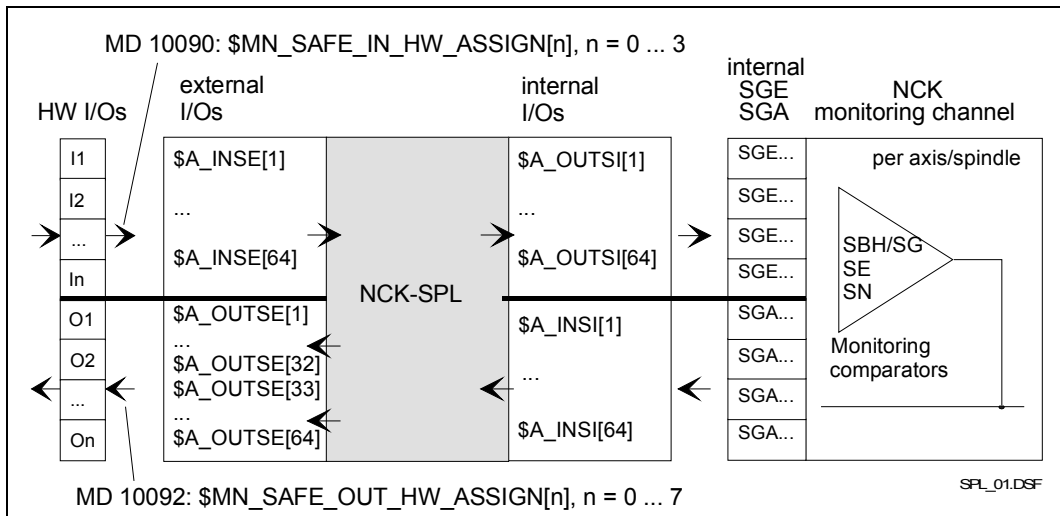 MD 10090: $MN_SAFE_IN_HW_ASSIGN[n], n = 0 ... 3
HW I/Os
external
I/Os
internal
I/Os
internal
SGE
SGA
NCK
monitoring channel
I1
I2
...
In
O1
O2
...
On
$A_INSE[1]
...
$A_INSE[64]
$A_OUTSE[1]
...
$A_OUTSE[32]
$A_OUTSE[33]
...
$A_OUTSE[64]
NCK-SPL
$A_OUTSI[1]
...
$A_OUTSI[64]
$A_INSI[1]
...
$A_INSI[64]
SGE...
SGE...
SGE...
SGE...
SGA...
SGA...
SGA...
SGA...
per axis/spindle
SBH/SG
SE
SN
Monitoring
comparators
MD 10092: $MN_SAFE_OUT_HW_ASSIGN[n], n = 0 ... 7
SPL_01.DSF